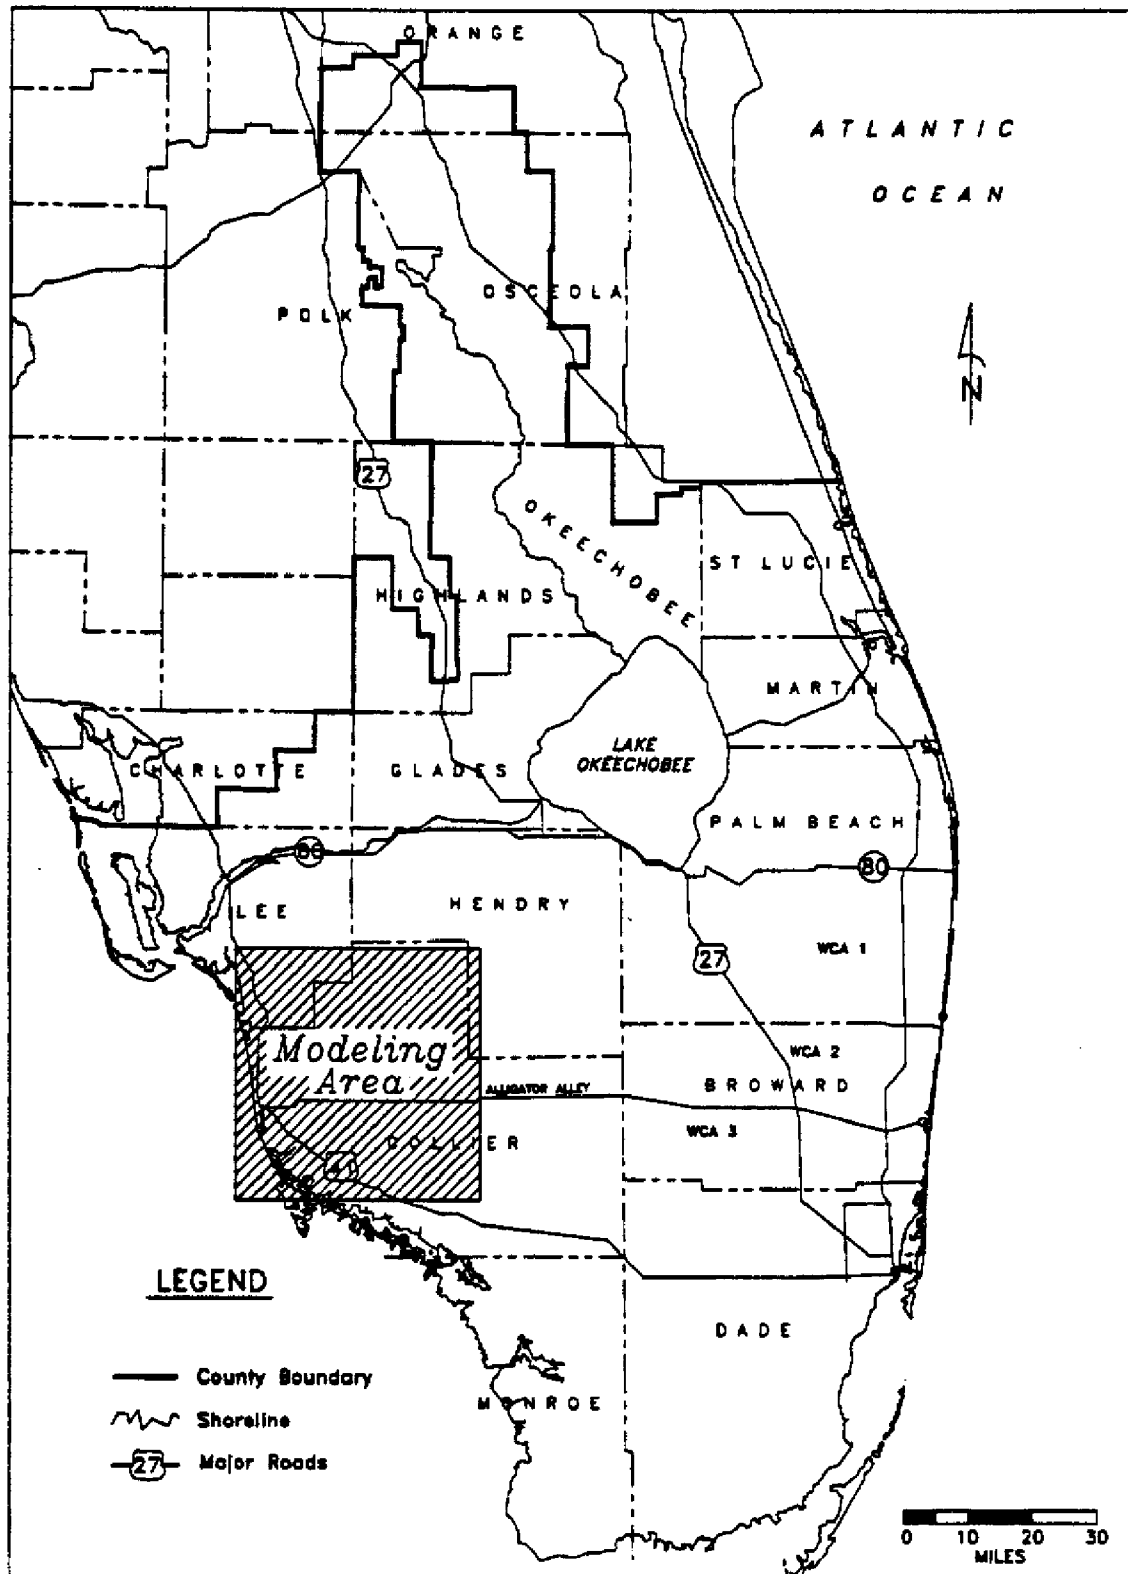 ORANGE
ATLANTIC
OCEAN
OSCEOLA
POLK
N
27
OKEECHOBEE
ST LUCIE
HIGHLANDS
MARTIN
LAKE
OKEECHOBEE
CHARLOTTE
GLADES
PALM BEACH
80
80
HENDRY
LEE
WCA 1
27
Modeling
Area
WCA 2
BROWARD
ALLIGATOR ALLEY
WCA 3
COLLIER
41
LEGEND
DADE
County Boundary
MONROE
Shoreline
27 Major Roads
0 10 20 30
MILES